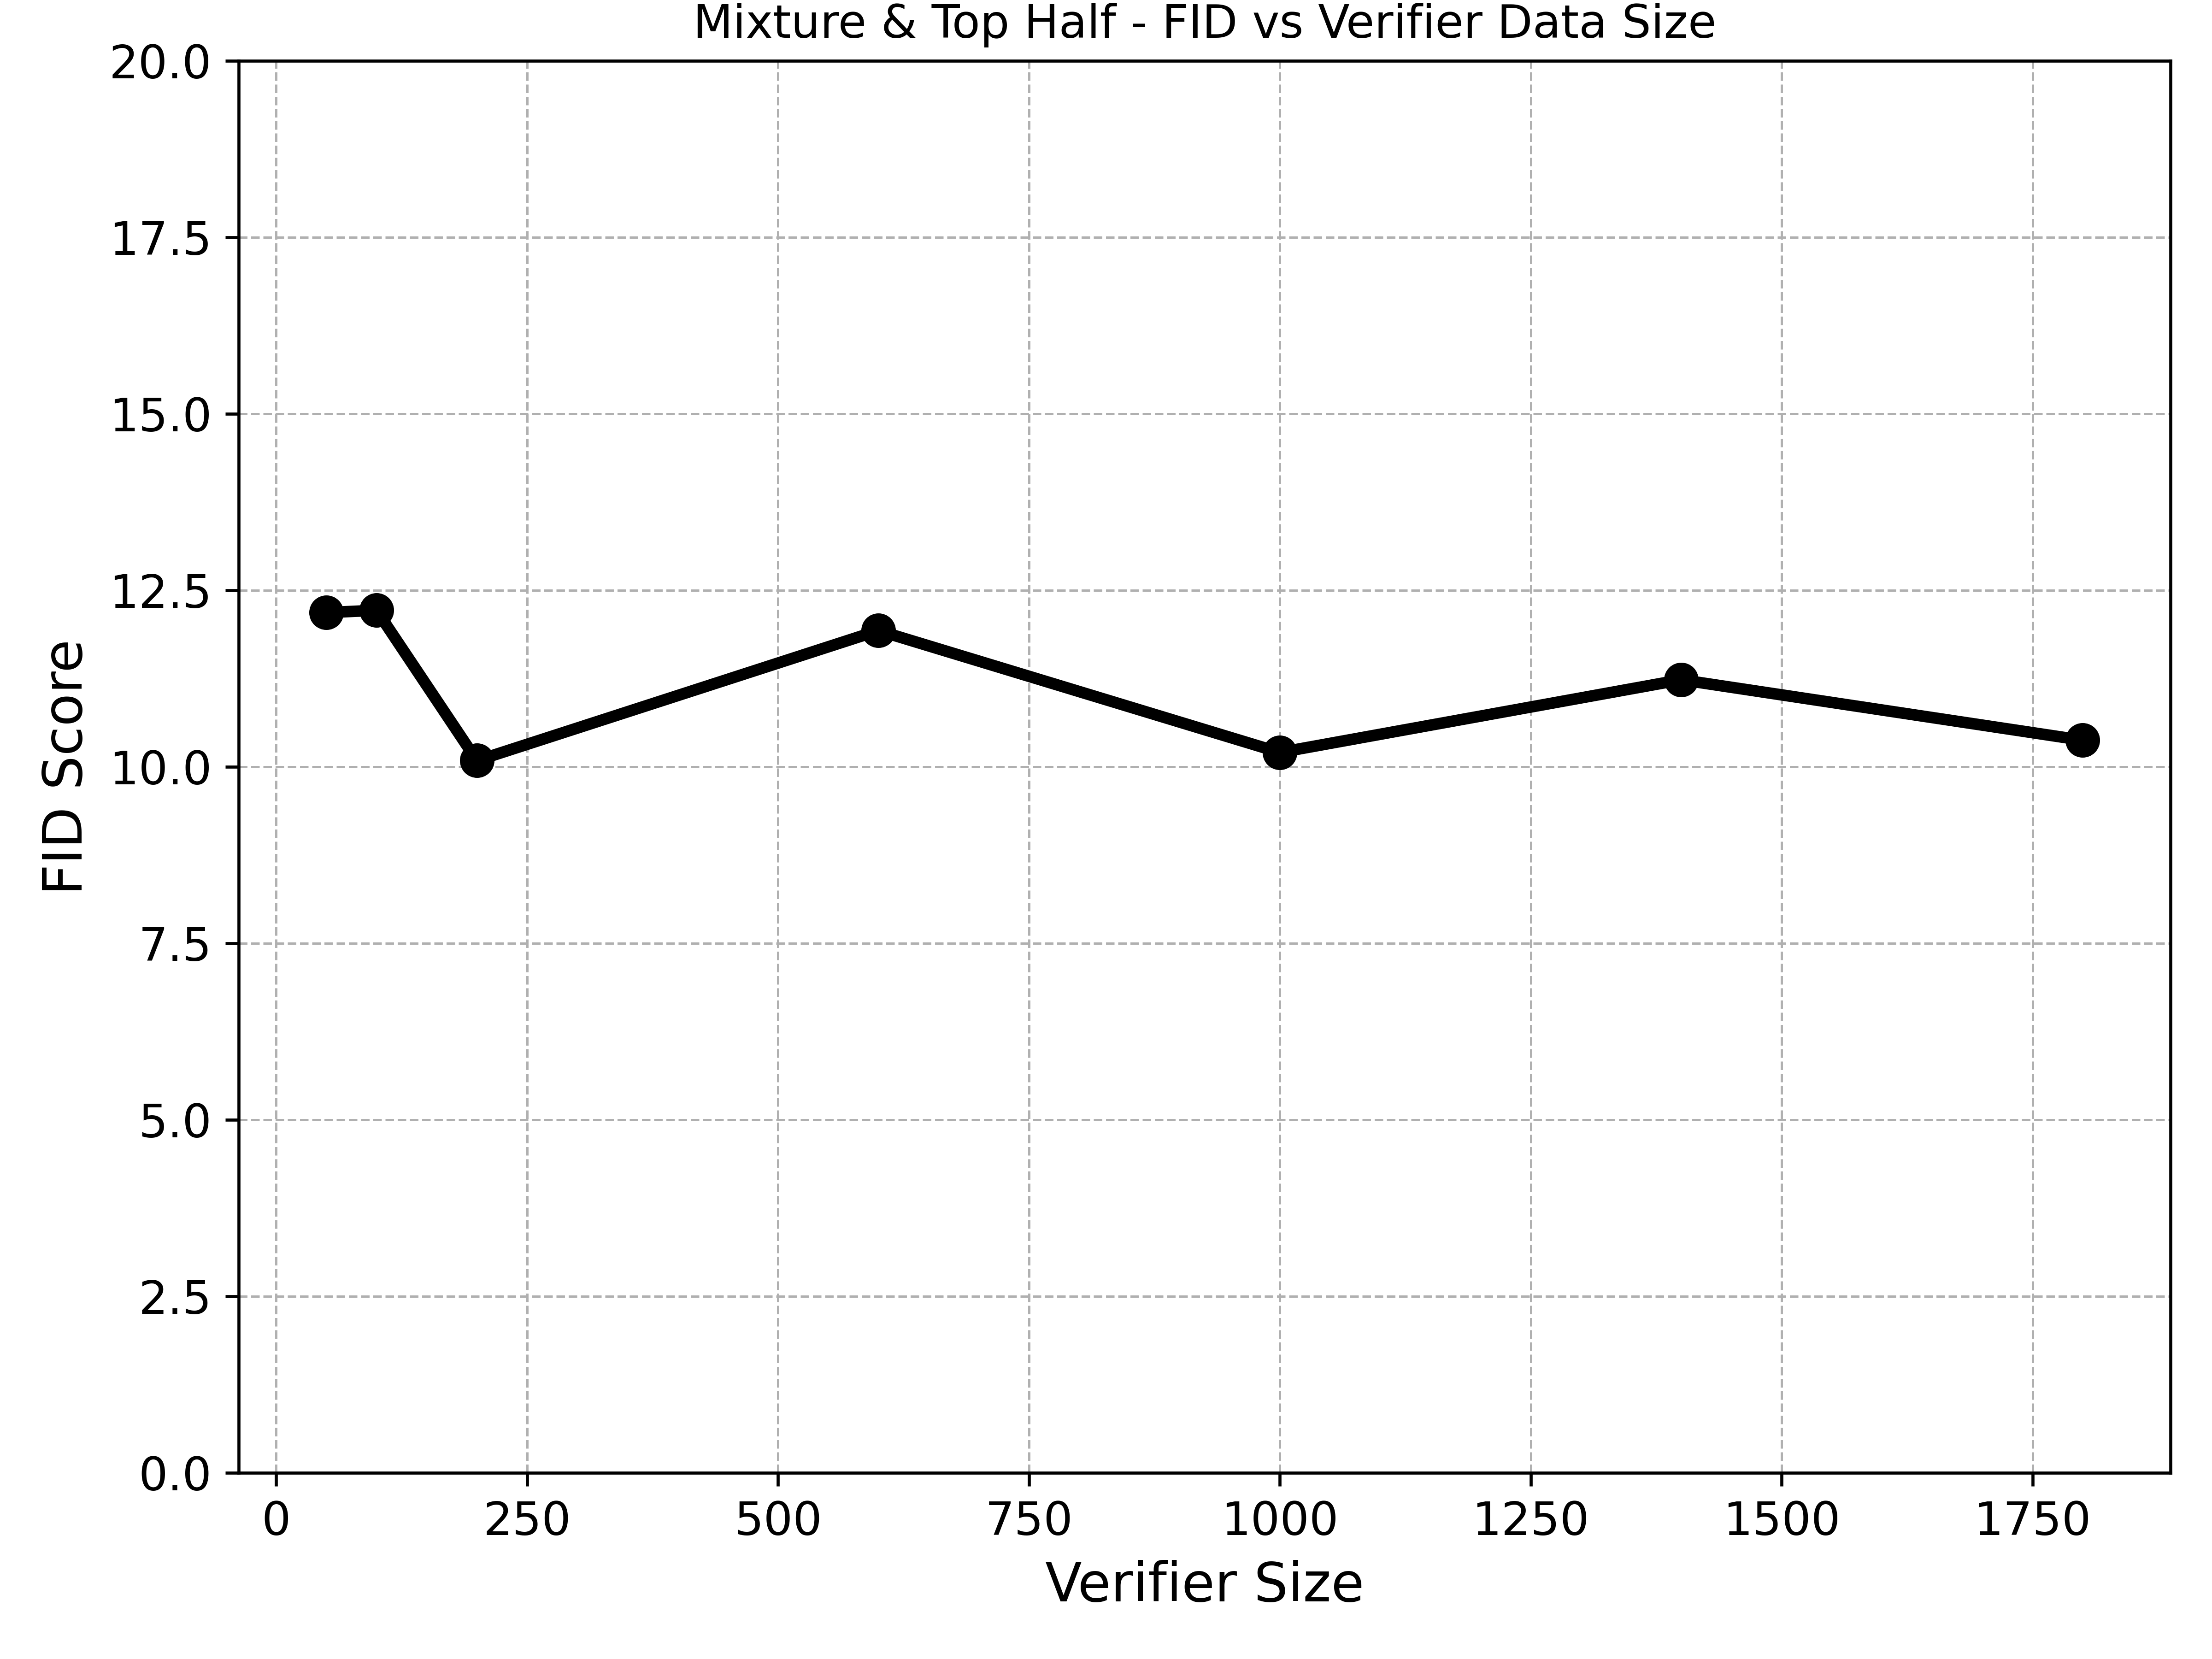 Mixture & Top Half - FID vs Verifier Data Size
20.0
17.5
15.0
12.5
10.0
7.5
5.0
2.5
0.0
FID Score
0 250 500 750 1000 1250 1500 1750
Verifier Size